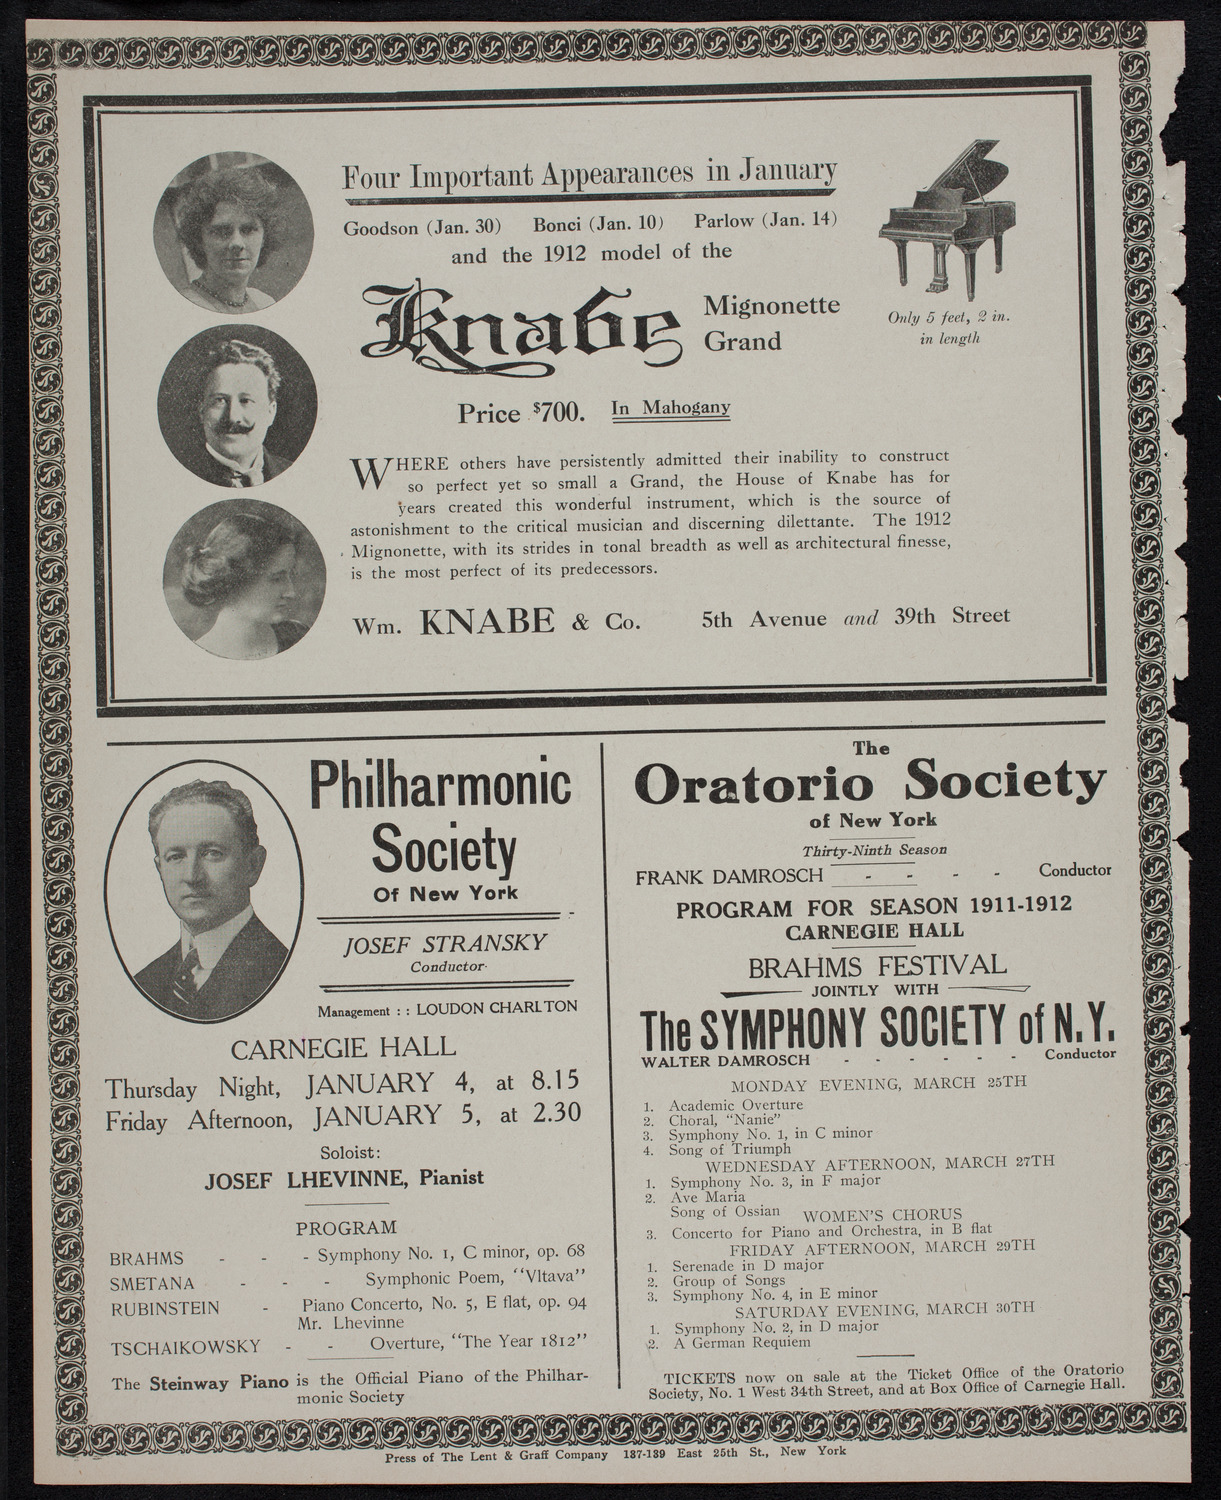 Four Important Appearances in January
Goodson (Jan. 30) Bonci (Jan. 10) Parlow (Jan. 14)
and the 1912 model of the
Knabe Mignonette Grand
Only 5 feet, 2 in.
in length
Price $700. In Mahogany
WHERE others have persistently admitted their inability to construct
so perfect yet so small a Grand, the House of Knabe has for
years created this wonderful instrument, which is the source of
astonishment to the critical musician and discerning dilettante. The 1912
Mignonette, with its strides in tonal breadth as well as architectural finesse,
is the most perfect of its predecessors.
Wm. KNABE & Co. 5th Avenue and 39th Street
Philharmonic
Society
Of New York
JOSEF STRANSKY
Conductor
Management : : LOUDON CHARLTON
CARNEGIE HALL
Thursday Night, JANUARY 4, at 8.15
Friday Afternoon, JANUARY 5, at 2.30
Soloist:
JOSEF LHEVINNE, Pianist
PROGRAM
BRAHMS - - - Symphony No. 1, C minor, op. 68
SMETANA - - - Symphonic Poem, "Vltava"
RUBINSTEIN - Piano Concerto, No. 5, E flat, op. 94
Mr. Lhevinne
TSCHAIKOWSKY - - Overture, "The Year 1812"
The Steinway Piano is the Official Piano of the Philhar-
monic Society
The
Oratorio Society
of New York
Thirty-Ninth Season
FRANK DAMROSCH - - - - Conductor
PROGRAM FOR SEASON 1911-1912
CARNEGIE HALL
BRAHMS FESTIVAL
JOINTLY WITH
The SYMPHONY SOCIETY of N. Y.
WALTER DAMROSCH - - - - - - Conductor
MONDAY EVENING, MARCH 25TH
1. Academic Overture
2. Choral, "Nanie"
3. Symphony No. 1, in C minor
4. Song of Triumph
WEDNESDAY AFTERNOON, MARCH 27TH
1. Symphony No. 3, in F major
2. Ave Maria
Song of Ossian WOMEN'S CHORUS
3. Concerto for Piano and Orchestra, in B flat
FRIDAY AFTERNOON, MARCH 29TH
1. Serenade in D major
2. Group of Songs
3. Symphony No. 4, in E minor
SATURDAY EVENING, MARCH 30TH
1. Symphony No. 2, in D major
2. A German Requiem
TICKETS now on sale at the Ticket Office of the Oratorio
Society, No. 1 West 34th Street, and at Box Office of Carnegie Hall.
Press of The Lent & Graff Company 137-139 East 25th St., New York